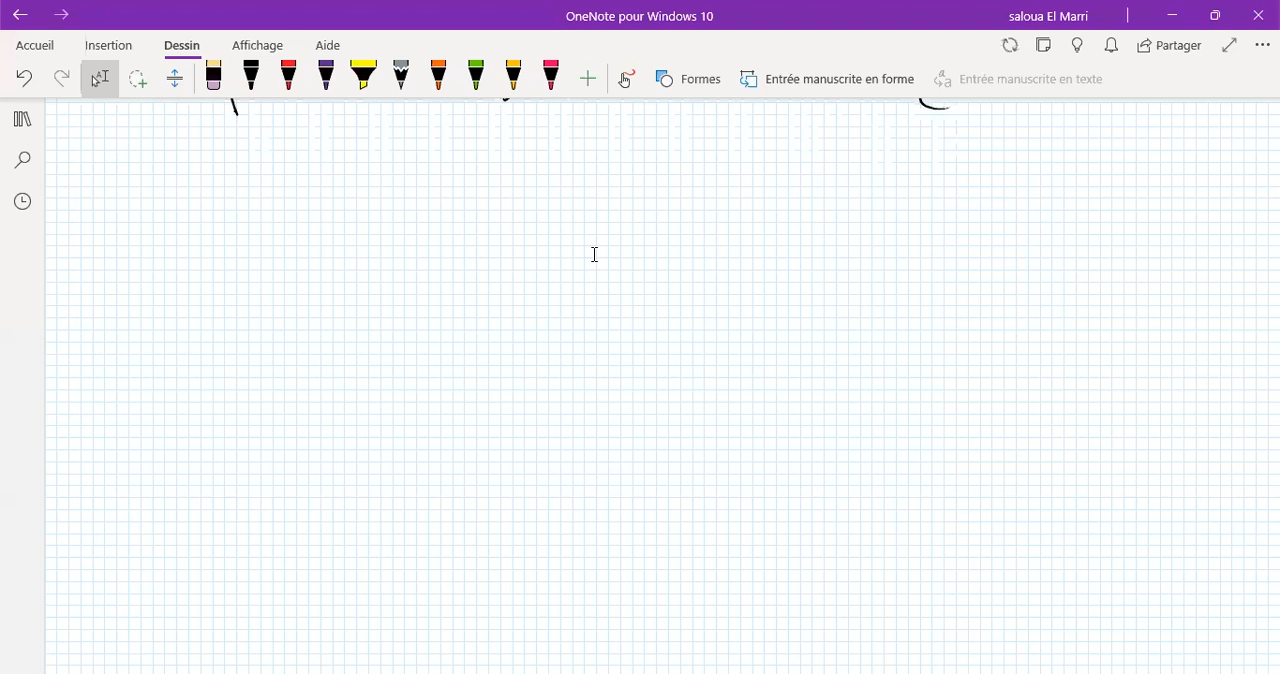 OneNote pour Windows 10
saloua El Marri
Accueil
Insertion
Dessin
Affichage
Aide
Partager
Formes
Entrée manuscrite en forme
Entrée manuscrite en texte